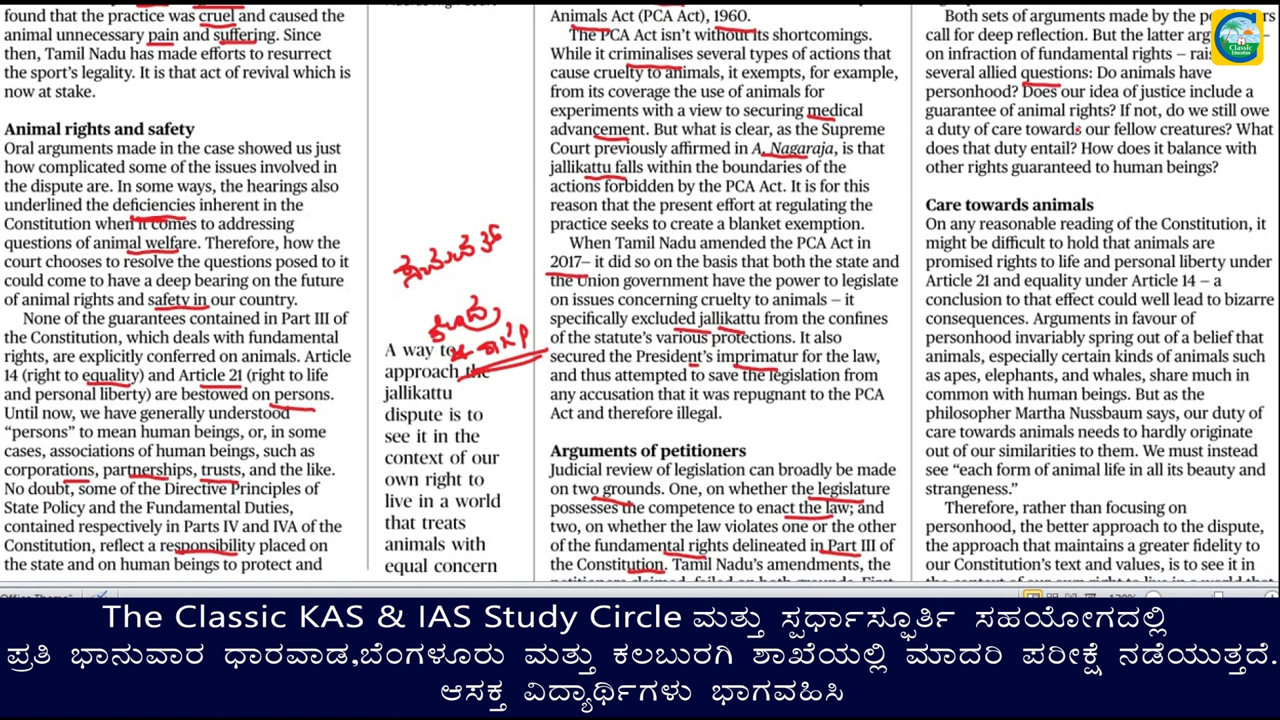 found that the practice was cruel and caused the
animal unnecessary pain and suffering. Since
then, Tamil Nadu has made efforts to resurrect
the sport's legality. It is that act of revival which is
now at stake.
Animal rights and safety
Oral arguments made in the case showed us just
how complicated some of the issues involved in
the dispute are. In some ways, the hearings also
underlined the deficiencies inherent in the
Constitution when it comes to addressing
questions of animal welfare. Therefore, how the
court chooses to resolve the questions posed to it
could come to have a deep bearing on the future
of animal rights and safety in our country.
None of the guarantees contained in Part III of
the Constitution, which deals with fundamental
rights, are explicitly conferred on animals. Article
14 (right to equality) and Article 21 (right to life
and personal liberty) are bestowed on persons.
Until now, we have generally understood
“persons” to mean human beings, or, in some
cases, associations of human beings, such as
corporations, partnerships, trusts, and the like.
No doubt, some of the Directive Principles of
State Policy and the Fundamental Duties,
contained respectively in Parts IV and IVA of the
Constitution, reflect a responsibility placed on
the state and on human beings to protect and
A way to
approach the
jallikattu
dispute is to
see it in the
context of our
own right to
live in a world
that treats
animals with
equal concern
Animals Act (PCA Act), 1960.
The PCA Act isn't without its shortcomings.
While it criminalises several types of actions that
cause cruelty to animals, it exempts, for example,
from its coverage the use of animals for
experiments with a view to securing medical
advancement. But what is clear, as the Supreme
Court previously affirmed in A. Nagaraja, is that
jallikattu falls within the boundaries of the
actions forbidden by the PCA Act. It is for this
reason that the present effort at regulating the
practice seeks to create a blanket exemption.
When Tamil Nadu amended the PCA Act in
2017 – it did so on the basis that both the state and
the Union government have the power to legislate
on issues concerning cruelty to animals – it
specifically excluded jallikattu from the confines
of the statute's various protections. It also
secured the President's imprimatur for the law,
and thus attempted to save the legislation from
any accusation that it was repugnant to the PCA
Act and therefore illegal.
Arguments of petitioners
Judicial review of legislation can broadly be made
on two grounds. One, on whether the legislature
possesses the competence to enact the law; and
two, on whether the law violates one or the other
of the fundamental rights delineated in Part III of
the Constitution. Tamil Nadu's amendments, the
Both sets of arguments made by the
call for deep reflection. But the latter
on infraction of fundamental rights –
several allied questions: Do animals have
personhood? Does our idea of justice include a
guarantee of animal rights? If not, do we still owe
a duty of care towards our fellow creatures? What
does that duty entail? How does it balance with
other rights guaranteed to human beings?
Care towards animals
On any reasonable reading of the Constitution, it
might be difficult to hold that animals are
promised rights to life and personal liberty under
Article 21 and equality under Article 14 – a
conclusion to that effect could well lead to bizarre
consequences. Arguments in favour of
personhood invariably spring out of a belief that
animals, especially certain kinds of animals such
as apes, elephants, and whales, share much in
common with human beings. But as the
philosopher Martha Nussbaum says, our duty of
care towards animals needs to hardly originate
out of our similarities to them. We must instead
see “each form of animal life in all its beauty and
strangeness.”
Therefore, rather than focusing on
personhood, the better approach to the dispute,
the approach that maintains a greater fidelity to
our Constitution's text and values, is to see it in
Classic
Education
The Classic KAS & IAS Study Circle ಮತ್ತು ಸ್ಪರ್ಧಾಸ್ಫೂರ್ತಿ ಸಹಯೋಗದಲ್ಲಿ
ಪ್ರತಿ ಭಾನುವಾರ ಧಾರವಾಡ,ಬೆಂಗಳೂರು ಮತ್ತು ಕಲಬುರಗಿ ಶಾಖೆಯಲ್ಲಿ ಮಾದರಿ ಪರೀಕ್ಷೆ ನಡೆಯುತ್ತದೆ.
ಆಸಕ್ತ ವಿದ್ಯಾರ್ಥಿಗಳು ಭಾಗವಹಿಸಿ